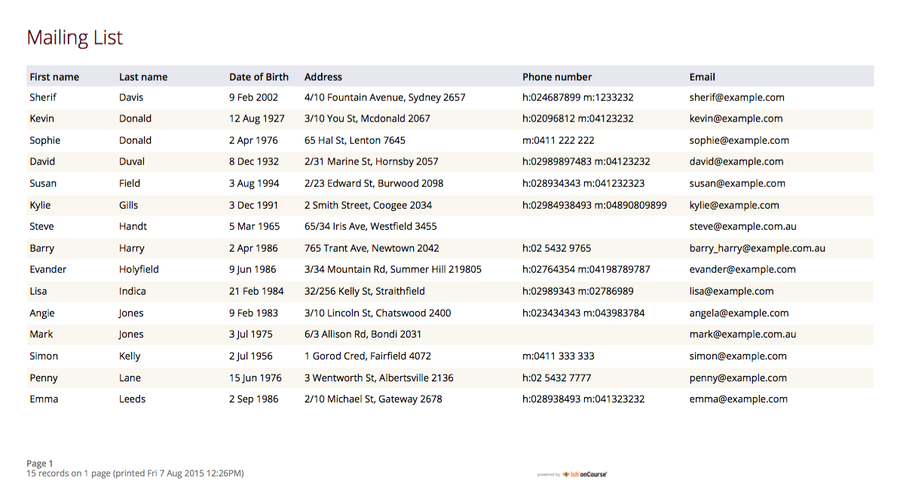 Mailing List
First name Last name Date of Birth Address Phone number Email
Sherif Davis 9 Feb 2002 4/10 Fountain Avenue, Sydney 2657 h:024687899 m:1233232 sherif@example.com
Kevin Donald 12 Aug 1927 3/10 You St, Mcdonald 2067 h:02096812 m:04123232 kevin@example.com
Sophie Donald 2 Apr 1976 65 Hal St, Lenton 7645 m:0411 222 222 sophie@example.com
David Duval 8 Dec 1932 2/31 Marine St, Hornsby 2057 h:02989897483 m:04123232 david@example.com
Susan Field 3 Aug 1994 2/23 Edward St, Burwood 2098 h:028934343 m:041232323 susan@example.com
Kylie Gills 3 Dec 1991 2 Smith Street, Coogee 2034 h:02984938493 m:04890809899 kylie@example.com
Steve Handt 5 Mar 1965 65/34 Iris Ave, Westfield 3455 steve@example.com.au
Barry Harry 2 Apr 1986 765 Trant Ave, Newtown 2042 h:02 5432 9765 barry_harry@example.com.au
Evander Holyfield 9 Jun 1986 3/34 Mountain Rd, Summer Hill 219805 h:02764354 m:04198789787 evander@example.com
Lisa Indica 21 Feb 1984 32/256 Kelly St, Straithfield h:02989343 m:02786989 lisa@example.com
Angie Jones 9 Feb 1983 3/10 Lincoln St, Chatswood 2400 h:023434343 m:043983784 angela@example.com
Mark Jones 3 Jul 1975 6/3 Allison Rd, Bondi 2031 mark@example.com.au
Simon Kelly 2 Jul 1956 1 Gorod Cred, Fairfield 4072 m:0411 333 333 simon@example.com
Penny Lane 15 Jun 1976 3 Wentworth St, Albertsville 2136 h:02 5432 7777 penny@example.com
Emma Leeds 2 Sep 1986 2/10 Michael St, Gateway 2678 h:028938493 m:041323232 emma@example.com
Page 1
15 records on 1 page (printed Fri 7 Aug 2015 12:26PM)
powered by ish onCourse